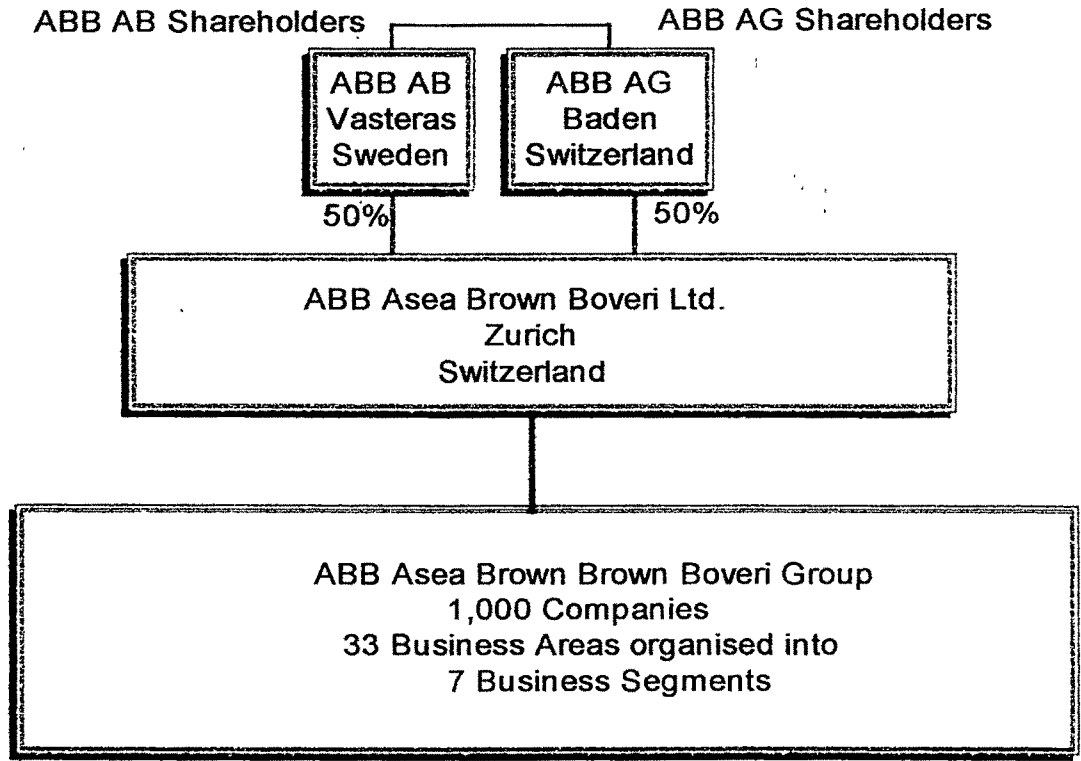 ABB AB Shareholders
ABB AG Shareholders
ABB AB
Vasteras
Sweden
ABB AG
Baden
Switzerland
50%
50%
ABB Asea Brown Boveri Ltd.
Zurich
Switzerland
ABB Asea Brown Brown Boveri Group
1,000 Companies
33 Business Areas organised into
7 Business Segments